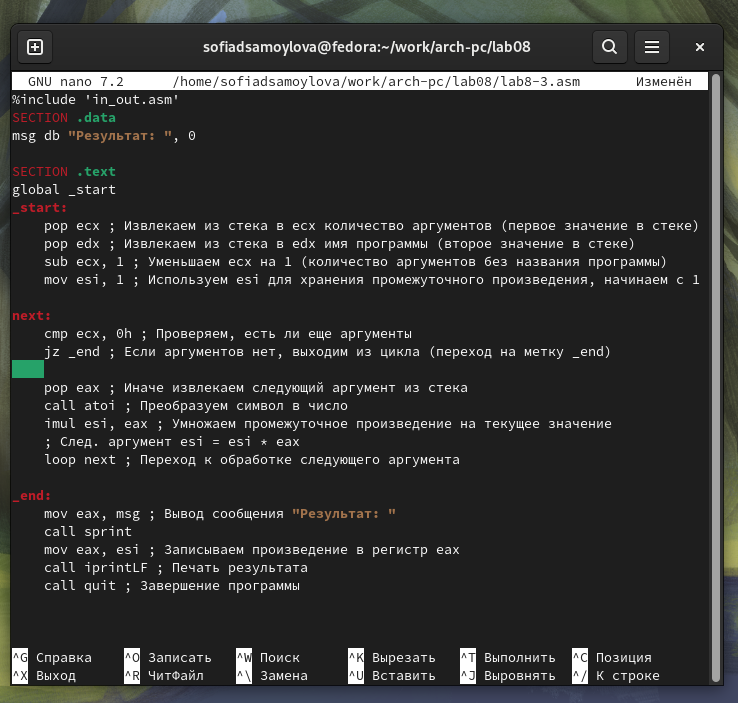 sofiadsamoylova@fedora:~/work/arch-pc/lab08
GNU nano 7.2 /home/sofiadsamoylova/work/arch-pc/lab08/lab8-3.asm Изменён
%include 'in_out.asm'
SECTION .data
msg db "Результат: ", 0
SECTION .text
global _start
_start:
pop ecx ; Извлекаем из стека в ecx количество аргументов (первое значение в стеке)
pop edx ; Извлекаем из стека в edx имя программы (второе значение в стеке)
sub ecx, 1 ; Уменьшаем ecx на 1 (количество аргументов без названия программы)
mov esi, 1 ; Используем esi для хранения промежуточного произведения, начинаем с 1
next:
cmp ecx, 0h ; Проверяем, есть ли еще аргументы
jz _end ; Если аргументов нет, выходим из цикла (переход на метку _end)
pop eax ; Иначе извлекаем следующий аргумент из стека
call atoi ; Преобразуем символ в число
imul esi, eax ; Умножаем промежуточное произведение на текущее значение
; След. аргумент esi = esi * eax
loop next ; Переход к обработке следующего аргумента
_end:
mov eax, msg ; Вывод сообщения "Результат: "
call sprint
mov eax, esi ; Записываем произведение в регистр eax
call iprintLF ; Печать результата
call quit ; Завершение программы
^G Справка ^O Записать ^W Поиск ^K Вырезать ^T Выполнить ^C Позиция
^X Выход ^R ЧитФайл ^\ Замена ^U Вставить ^J Выровнять ^/ К строке